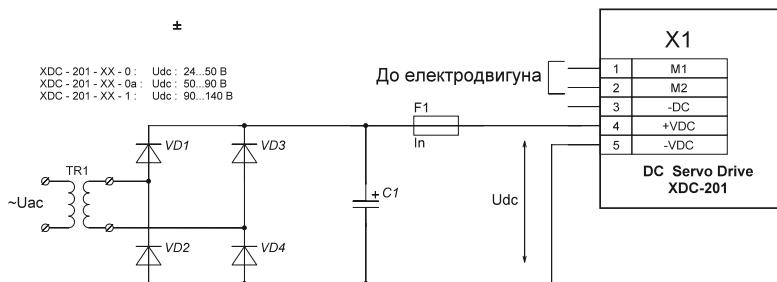 ±
XDC - 201 - XX - 0 : Udc : 24...50 В
XDC - 201 - XX - 0a : Udc : 50...90 В
XDC - 201 - XX - 1 : Udc : 90...140 В
X1
До електродвигуна
1 M1
2 M2
3 -DC
4 +VDC
5 -VDC
DC Servo Drive
XDC-201
F1
In
VD1
VD3
TR1
~Uac
+
C1
Udc
VD2
VD4